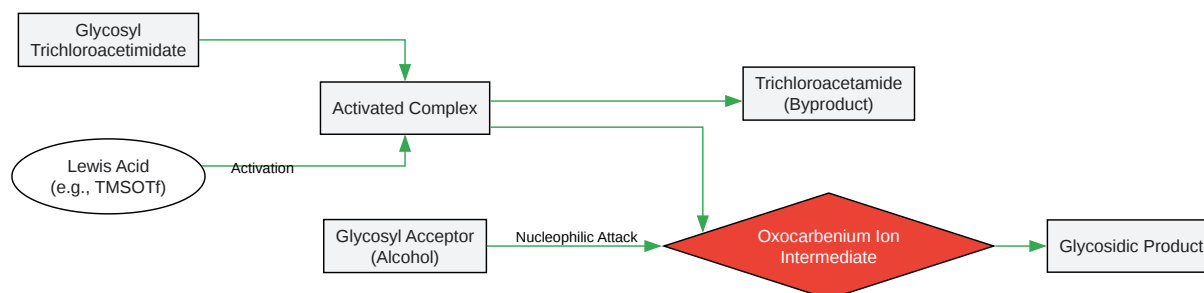 Glycosyl
Trichloroacetimidate
Activated Complex
Trichloroacetamide
(Byproduct)
Lewis Acid
(e.g., TMSOTf)
Activation
Glycosyl Acceptor
(Alcohol)
Nucleophilic Attack
Oxocarbenium Ion
Intermediate
Glycosidic Product